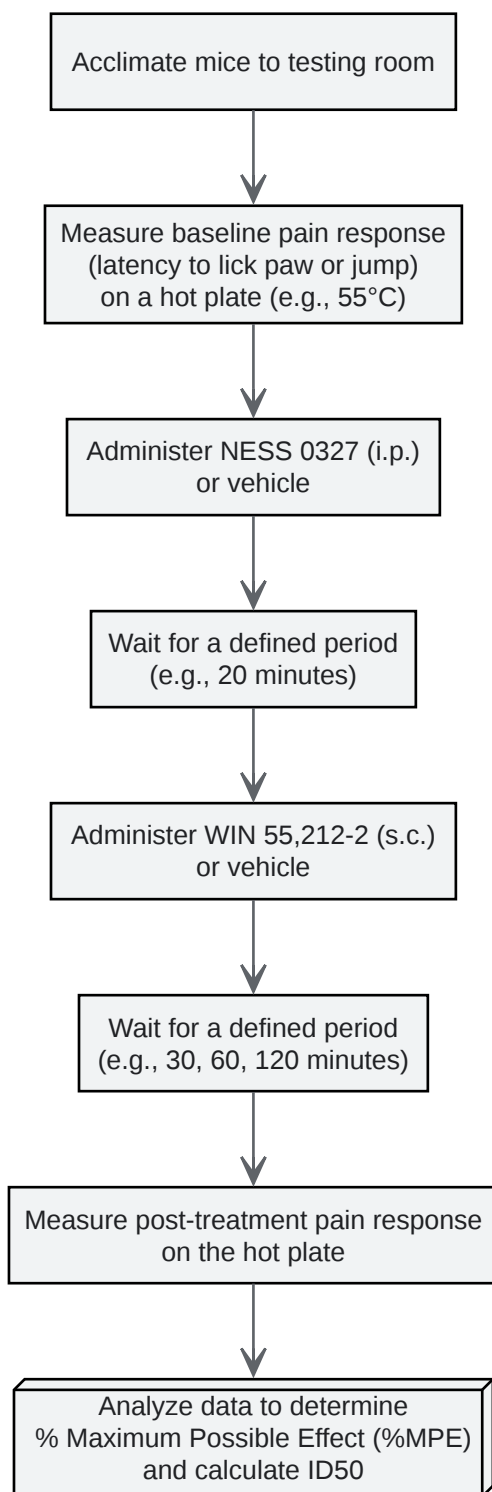 Acclimate mice to testing room
Measure baseline pain response
(latency to lick paw or jump)
on a hot plate (e.g., 55°C)
Administer NESS 0327 (i.p.)
or vehicle
Wait for a defined period
(e.g., 20 minutes)
Administer WIN 55,212-2 (s.c.)
or vehicle
Wait for a defined period
(e.g., 30, 60, 120 minutes)
Measure post-treatment pain response
on the hot plate
Analyze data to determine
% Maximum Possible Effect (%MPE)
and calculate ID50